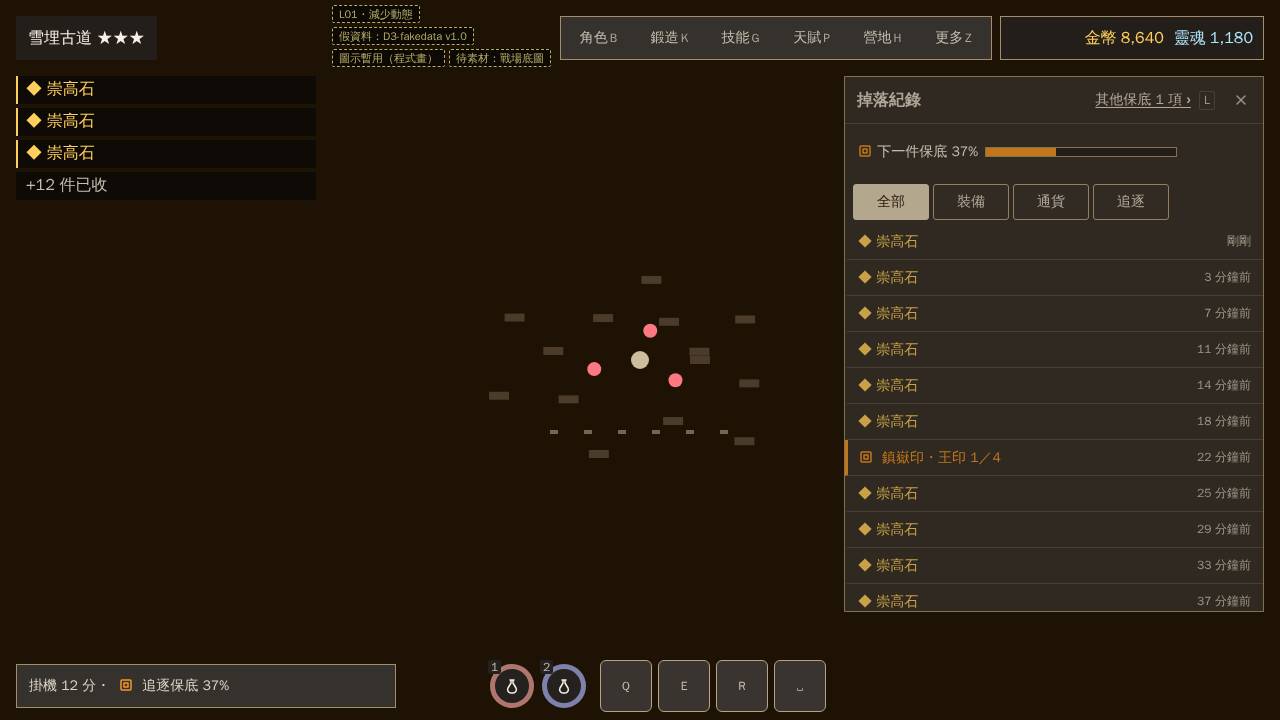 雪埋古道 ★★★
L01・減少動態
假資料：D3-fakedata v1.0
圖示暫用（程式畫） 待素材：戰場底圖
角色B 鍛造K 技能G 天賦P 營地H 更多Z
金幣 8,640 靈魂 1,180
崇高石
崇高石
崇高石
+12 件已收
掉落紀錄 其他保底 1 項 › L ×
下一件保底 37%
全部 裝備 通貨 追逐
崇高石 剛剛
崇高石 3 分鐘前
崇高石 7 分鐘前
崇高石 11 分鐘前
崇高石 14 分鐘前
崇高石 18 分鐘前
鎮嶽印・王印 1／4 22 分鐘前
崇高石 25 分鐘前
崇高石 29 分鐘前
崇高石 33 分鐘前
崇高石 37 分鐘前
掛機 12 分・ 追逐保底 37%
1 2 Q E R ⎵